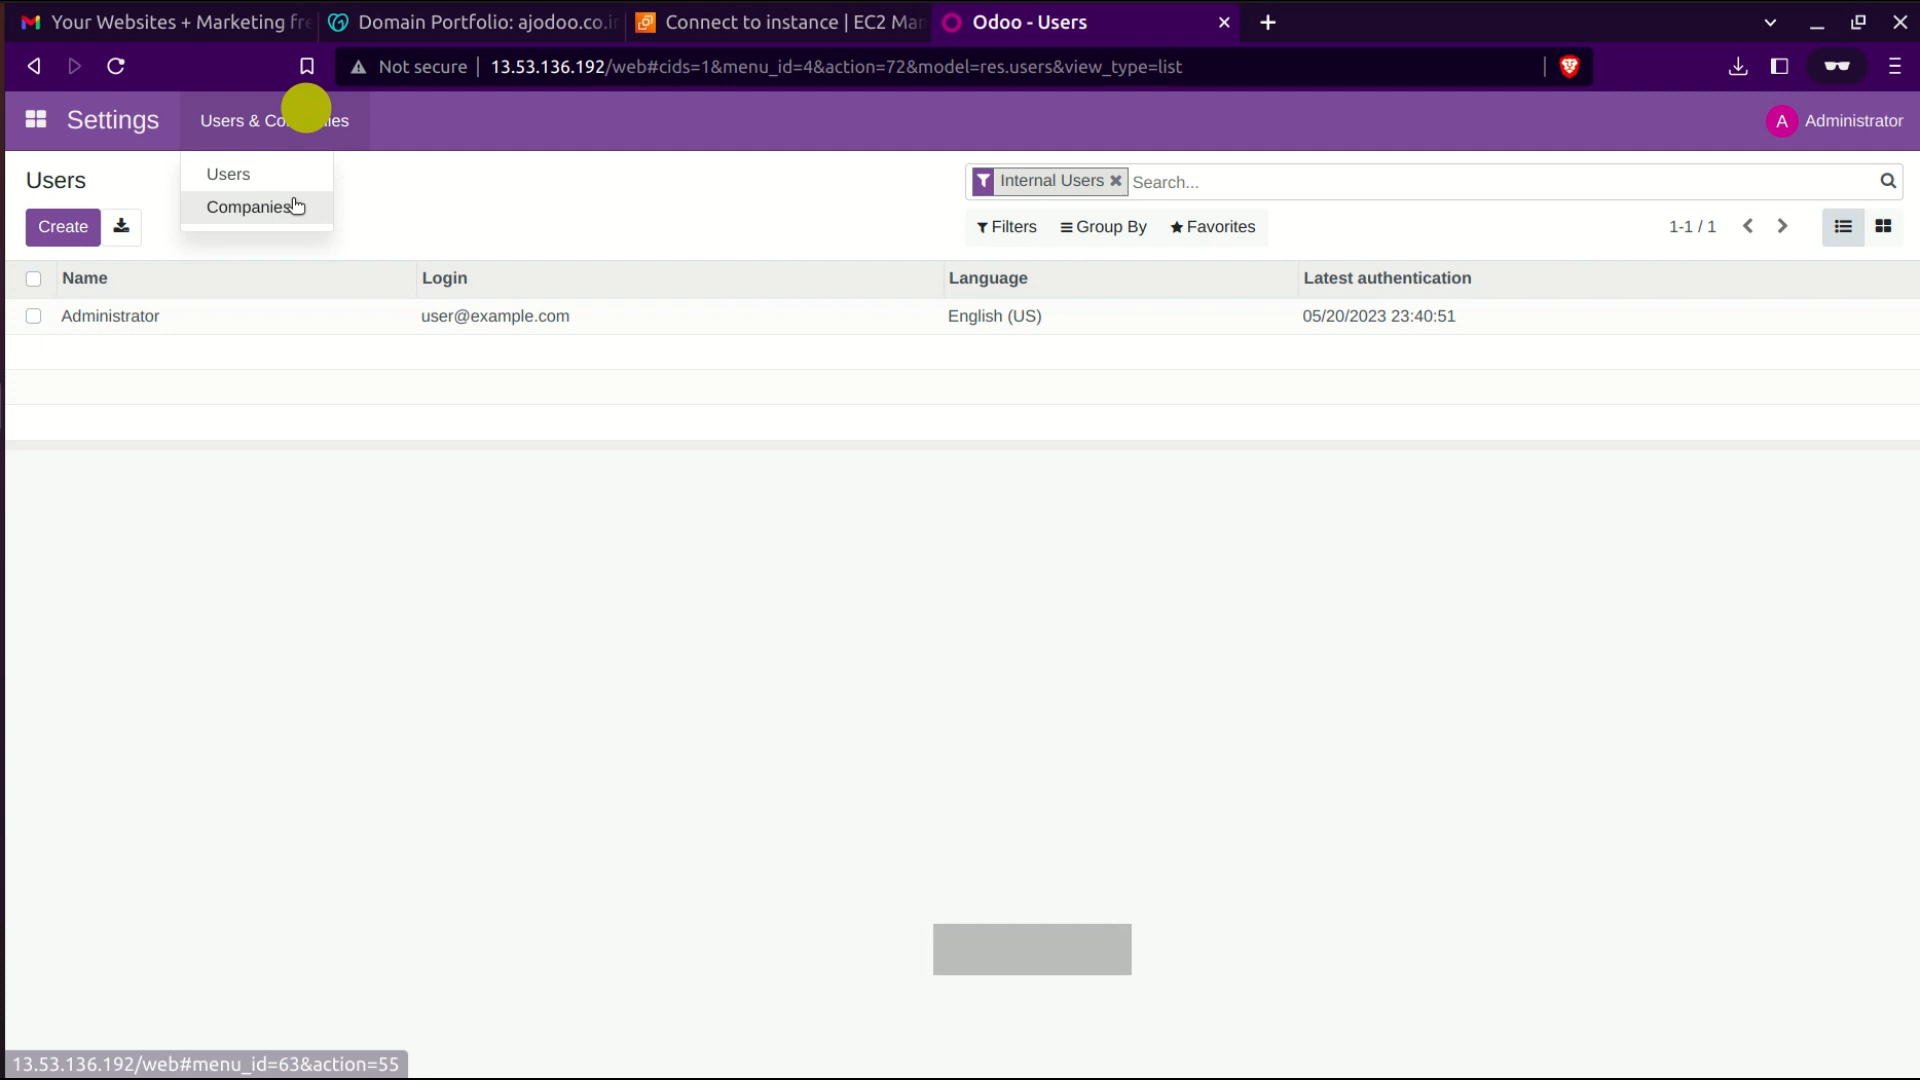 Your Websites + Marketing fre
Domain Portfolio: ajodoo.co.i
Connect to instance | EC2 Man
Odoo - Users
Not secure
13.53.136.192/web#cids=1&menu_id=4&action=72&model=res.users&view_type=list
Settings
Users & Co ies
A Administrator
Users
Companies
Users
Internal Users
Search...
Create
Filters
Group By
Favorites
1-1 / 1
Name
Login
Language
Latest authentication
Administrator
user@example.com
English (US)
05/20/2023 23:40:51
13.53.136.192/web#menu_id=63&action=55